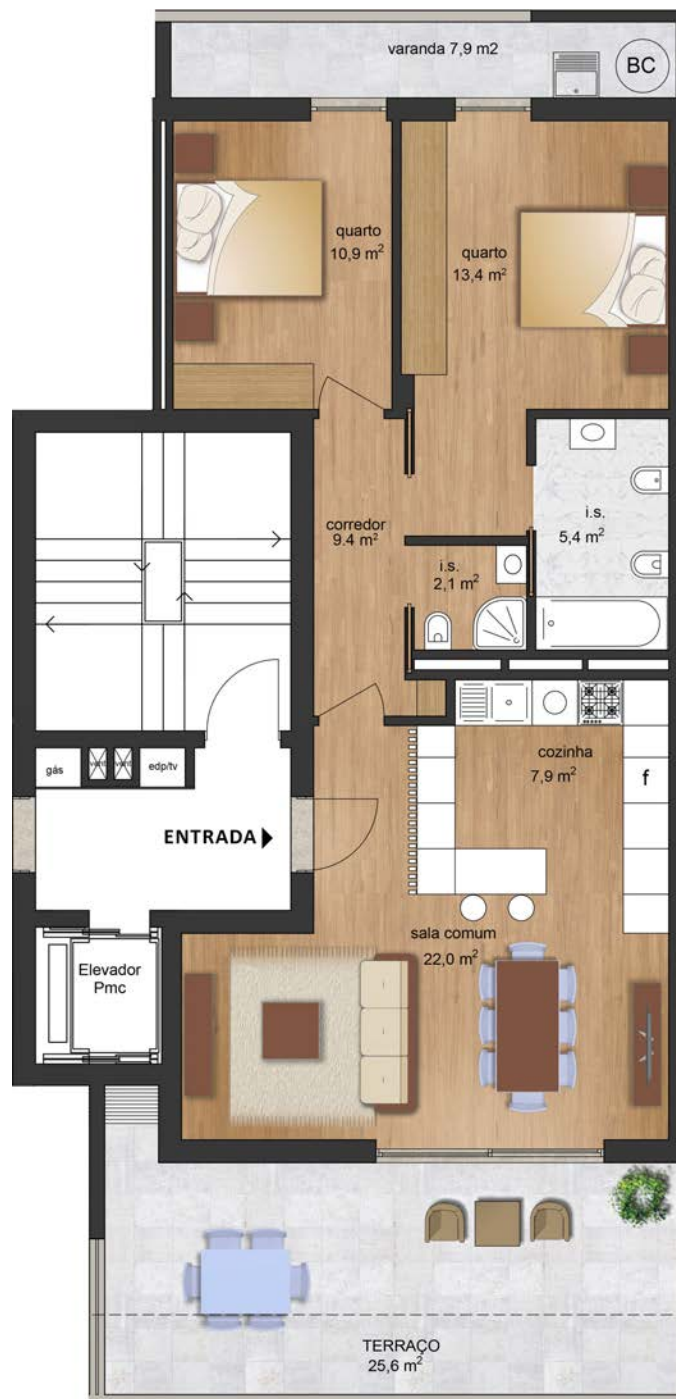 varanda 7,9 m2
BC
quarto
10,9 m²
quarto
13,4 m²
corredor
9.4 m²
i.s.
5,4 m²
i.s.
2,1 m²
cozinha
7,9 m²
f
gás
vent
vent
edp/tv
ENTRADA
sala comum
22,0 m²
Elevador
Pmc
TERRAÇO
25,6 m²